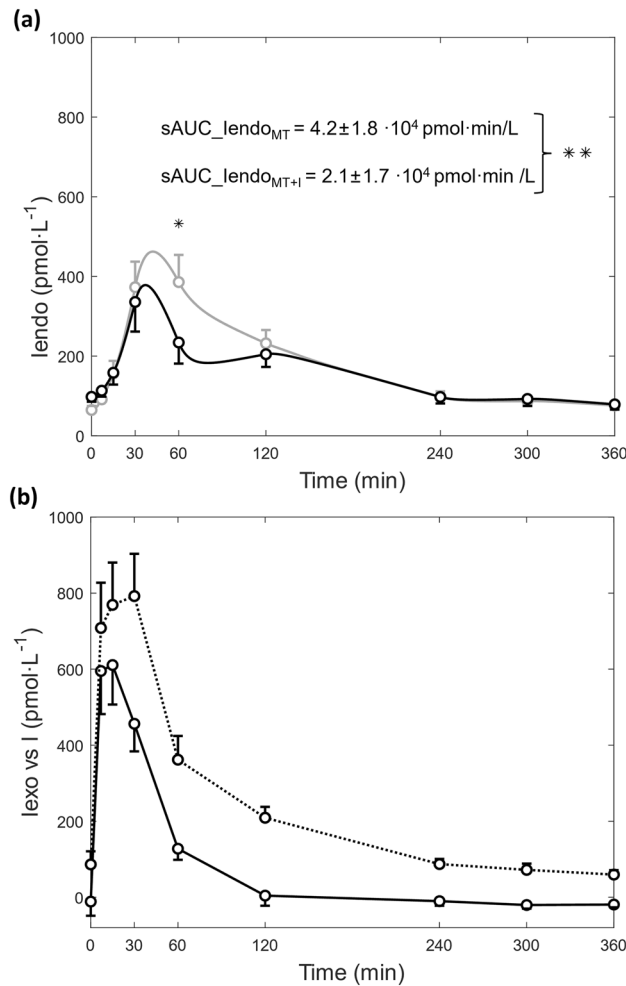 (a)
1000
800
600
400
200
0
Iendo (pmol·L⁻¹)
sAUC_IendoMT = 4.2±1.8 ·10⁴ pmol·min/L
sAUC_IendoMT+I = 2.1±1.7 ·10⁴ pmol·min /L
**
*
0 30 60 120 240 300 360
Time (min)
(b)
1000
800
600
400
200
0
Iexo vs I (pmol·L⁻¹)
0 30 60 120 240 300 360
Time (min)